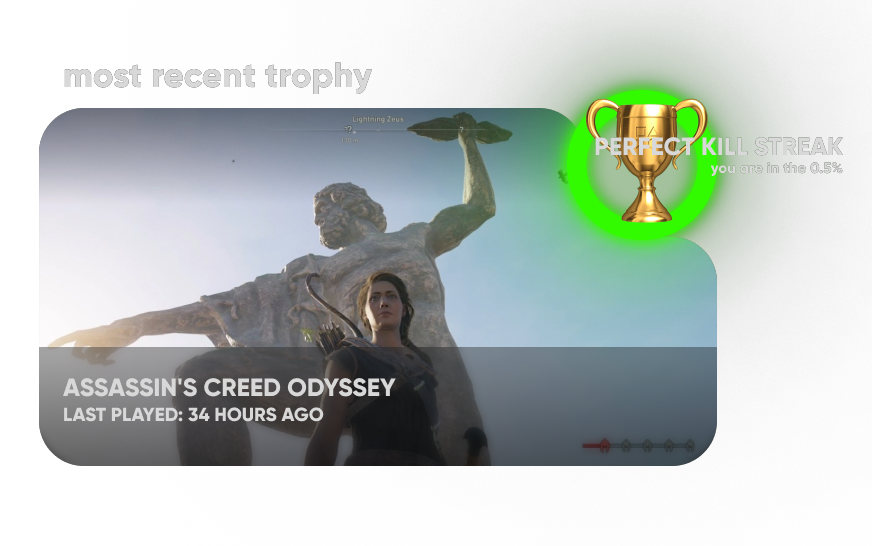 most recent trophy
Lightning Zeus
PERFECT KILL STREAK
you are in the 0.5%
ASSASSIN'S CREED ODYSSEY
LAST PLAYED: 34 HOURS AGO